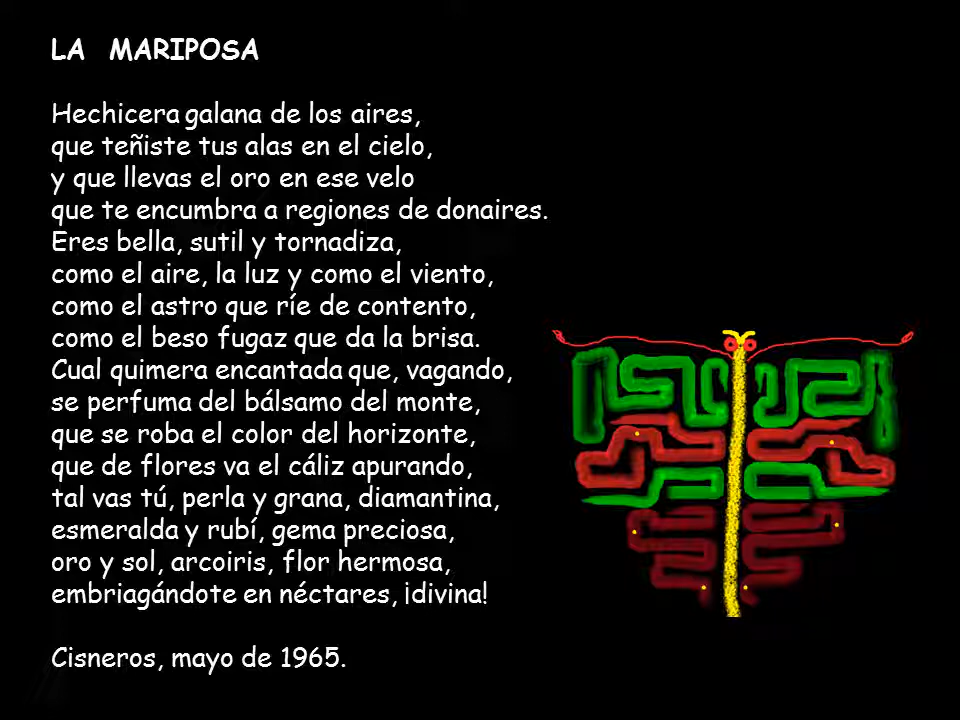 LA MARIPOSA
Hechicera galana de los aires,
que teñiste tus alas en el cielo,
y que llevas el oro en ese velo
que te encumbra a regiones de donaires.
Eres bella, sutil y tornadiza,
como el aire, la luz y como el viento,
como el astro que ríe de contento,
como el beso fugaz que da la brisa.
Cual quimera encantada que, vagando,
se perfuma del bálsamo del monte,
que se roba el color del horizonte,
que de flores va el cáliz apurando,
tal vas tú, perla y grana, diamantina,
esmeralda y rubí, gema preciosa,
oro y sol, arcoiris, flor hermosa,
embriagándote en néctares, ¡divina!
Cisneros, mayo de 1965.